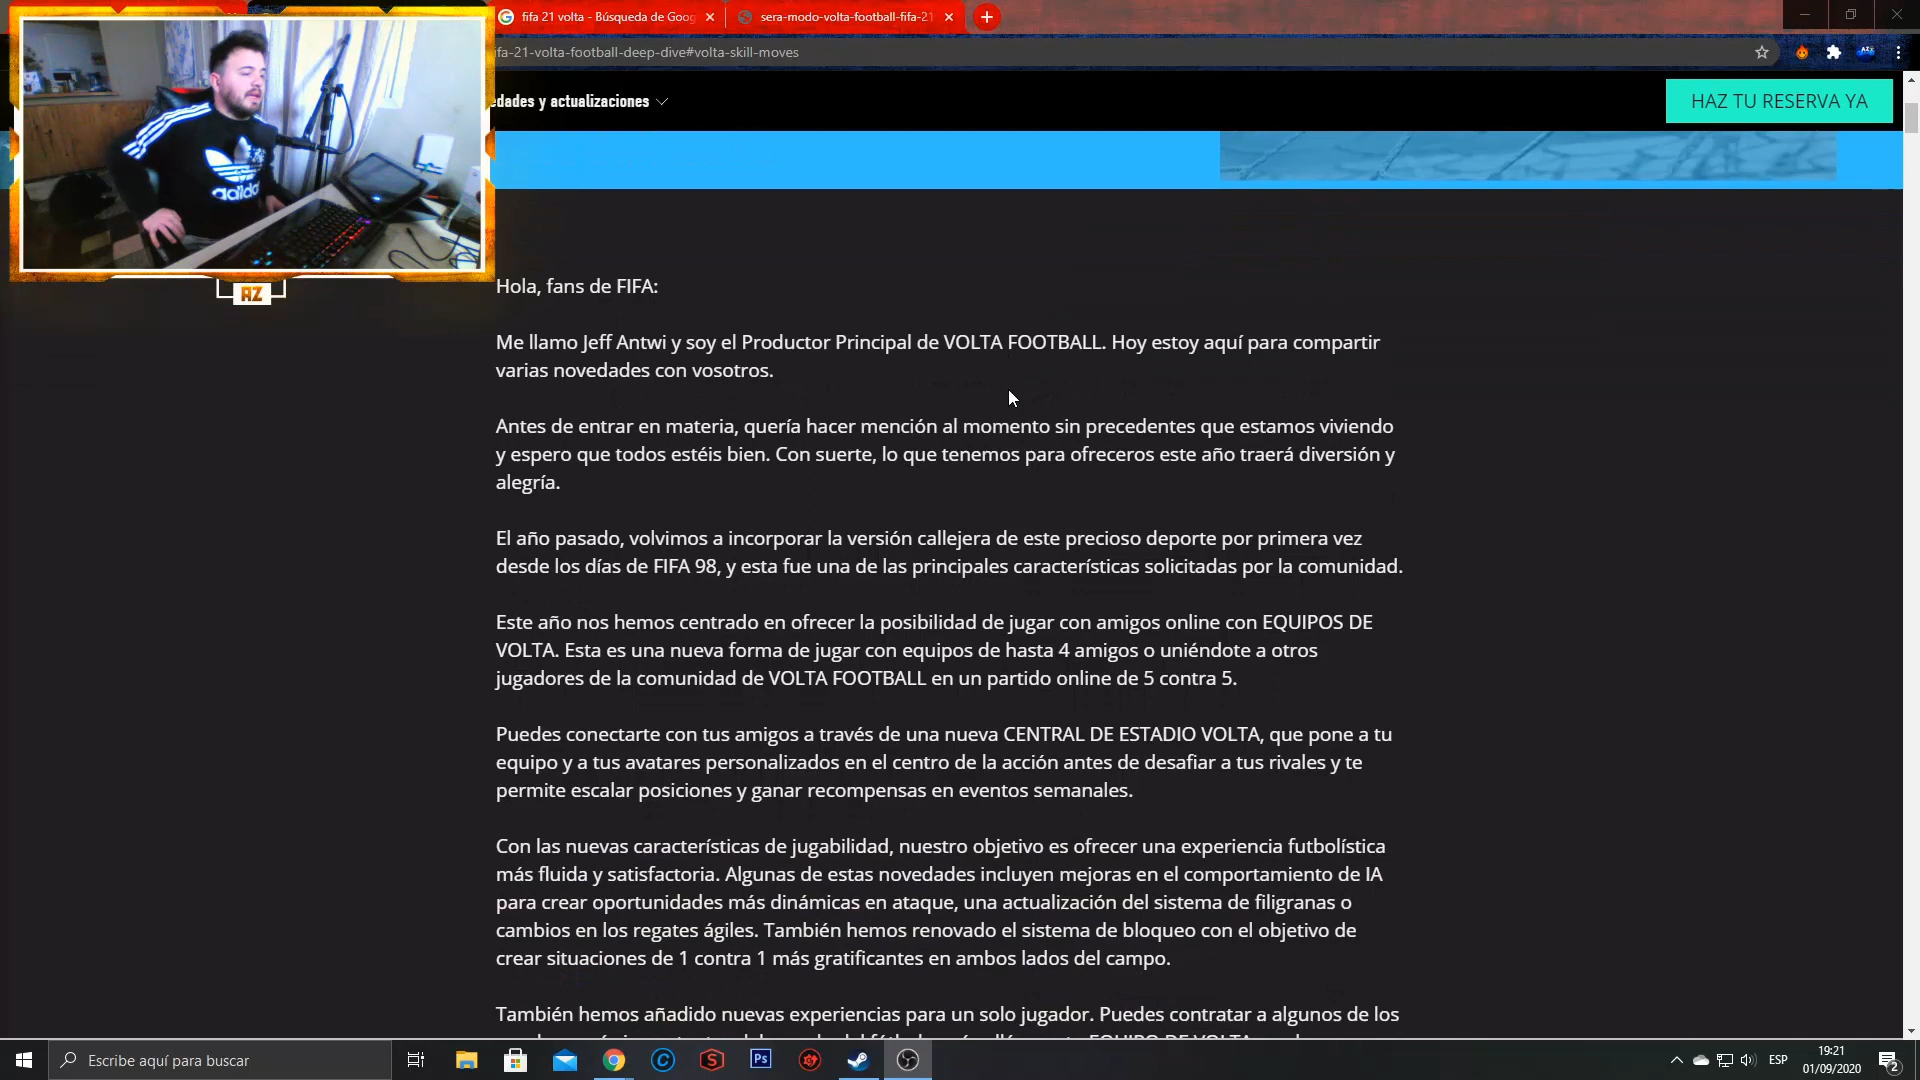 fifa 21 volta - Búsqueda de Goog
sera-modo-volta-football-fifa-21
fa-21-volta-football-deep-dive#volta-skill-moves
edades y actualizaciones
HAZ TU RESERVA YA
adidas
AZ
Hola, fans de FIFA:
Me llamo Jeff Antwi y soy el Productor Principal de VOLTA FOOTBALL. Hoy estoy aquí para compartir
varias novedades con vosotros.
Antes de entrar en materia, quería hacer mención al momento sin precedentes que estamos viviendo
y espero que todos estéis bien. Con suerte, lo que tenemos para ofreceros este año traerá diversión y
alegría.
El año pasado, volvimos a incorporar la versión callejera de este precioso deporte por primera vez
desde los días de FIFA 98, y esta fue una de las principales características solicitadas por la comunidad.
Este año nos hemos centrado en ofrecer la posibilidad de jugar con amigos online con EQUIPOS DE
VOLTA. Esta es una nueva forma de jugar con equipos de hasta 4 amigos o uniéndote a otros
jugadores de la comunidad de VOLTA FOOTBALL en un partido online de 5 contra 5.
Puedes conectarte con tus amigos a través de una nueva CENTRAL DE ESTADIO VOLTA, que pone a tu
equipo y a tus avatares personalizados en el centro de la acción antes de desafiar a tus rivales y te
permite escalar posiciones y ganar recompensas en eventos semanales.
Con las nuevas características de jugabilidad, nuestro objetivo es ofrecer una experiencia futbolística
más fluida y satisfactoria. Algunas de estas novedades incluyen mejoras en el comportamiento de IA
para crear oportunidades más dinámicas en ataque, una actualización del sistema de filigranas o
cambios en los regates ágiles. También hemos renovado el sistema de bloqueo con el objetivo de
crear situaciones de 1 contra 1 más gratificantes en ambos lados del campo.
También hemos añadido nuevas experiencias para un solo jugador. Puedes contratar a algunos de los
Escribe aquí para buscar
Ps
ESP
19:21
01/09/2020
2